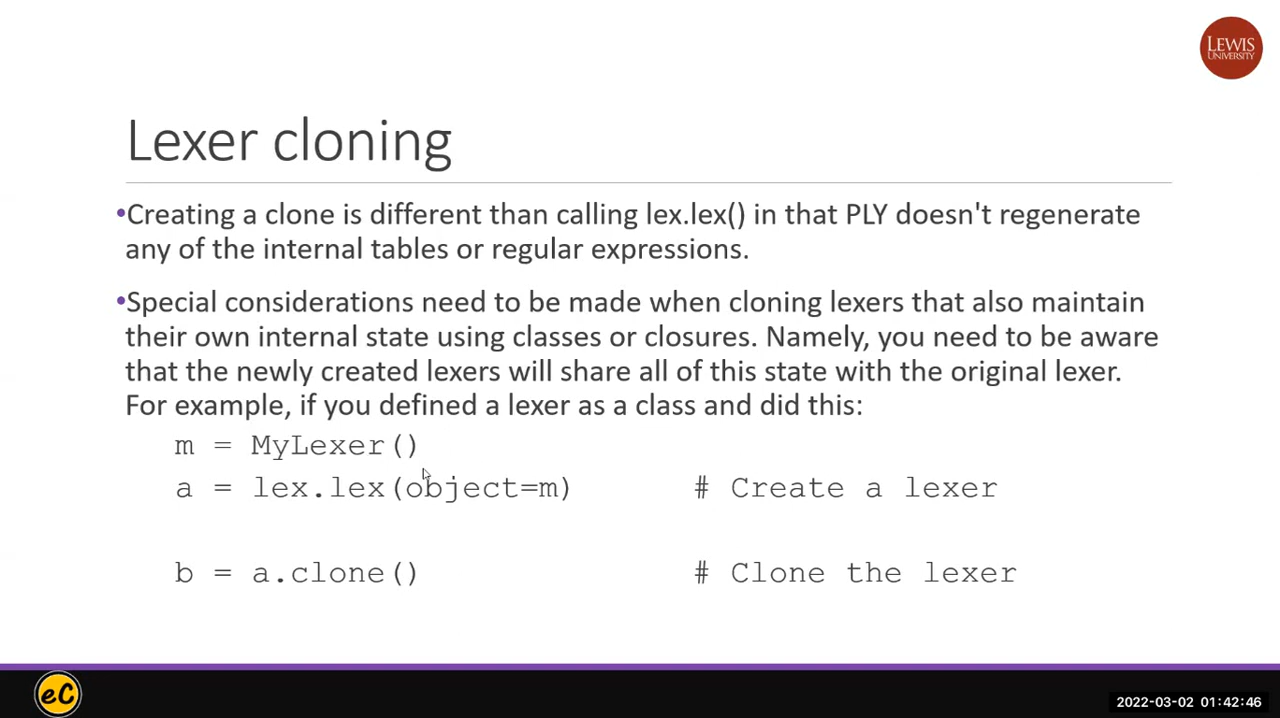 LEWIS
UNIVERSITY
Lexer cloning
•Creating a clone is different than calling lex.lex() in that PLY doesn't regenerate
any of the internal tables or regular expressions.
•Special considerations need to be made when cloning lexers that also maintain
their own internal state using classes or closures. Namely, you need to be aware
that the newly created lexers will share all of this state with the original lexer.
For example, if you defined a lexer as a class and did this:
m = MyLexer()
a = lex.lex(object=m) # Create a lexer
b = a.clone() # Clone the lexer
eC
2022-03-02 01:42:46